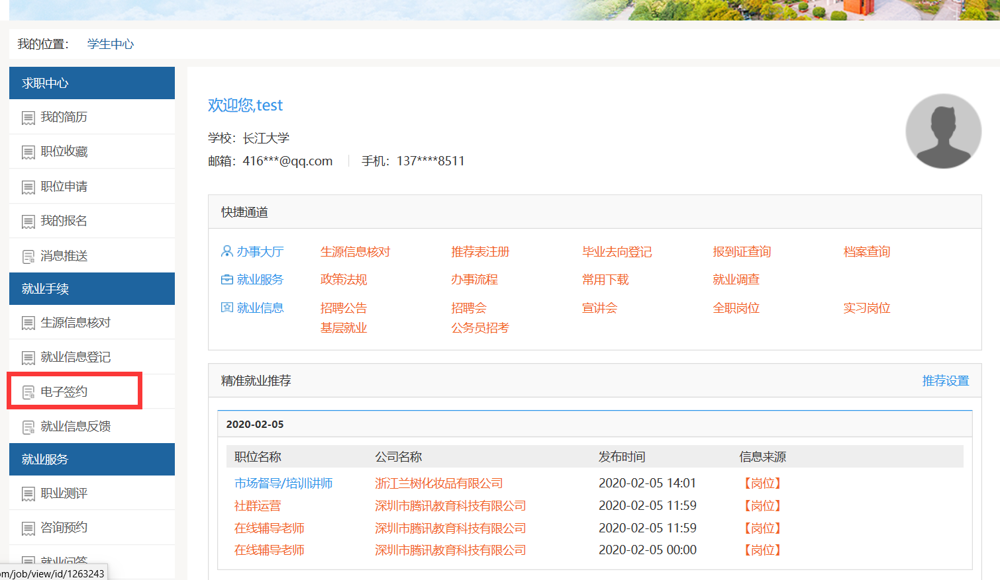 我的位置： 学生中心
求职中心
我的简历
职位收藏
职位申请
我的报名
消息推送
就业手续
生源信息核对
就业信息登记
电子签约
就业信息反馈
就业服务
职业测评
咨询预约
就业问答
om/job/view/id/1263243
欢迎您,test
学校：长江大学
邮箱：416***@qq.com 手机：137****8511
快捷通道
办事大厅 生源信息核对 推荐表注册 毕业去向登记 报到证查询 档案查询
就业服务 政策法规 办事流程 常用下载 就业调查
就业信息 招聘公告 招聘会 宣讲会 全职岗位 实习岗位
基层就业 公务员招考
精准就业推荐 推荐设置
2020-02-05
职位名称 公司名称 发布时间 信息来源
市场督导/培训讲师 浙江兰树化妆品有限公司 2020-02-05 14:01 【岗位】
社群运营 深圳市腾讯教育科技有限公司 2020-02-05 11:59 【岗位】
在线辅导老师 深圳市腾讯教育科技有限公司 2020-02-05 11:59 【岗位】
在线辅导老师 深圳市腾讯教育科技有限公司 2020-02-05 00:00 【岗位】